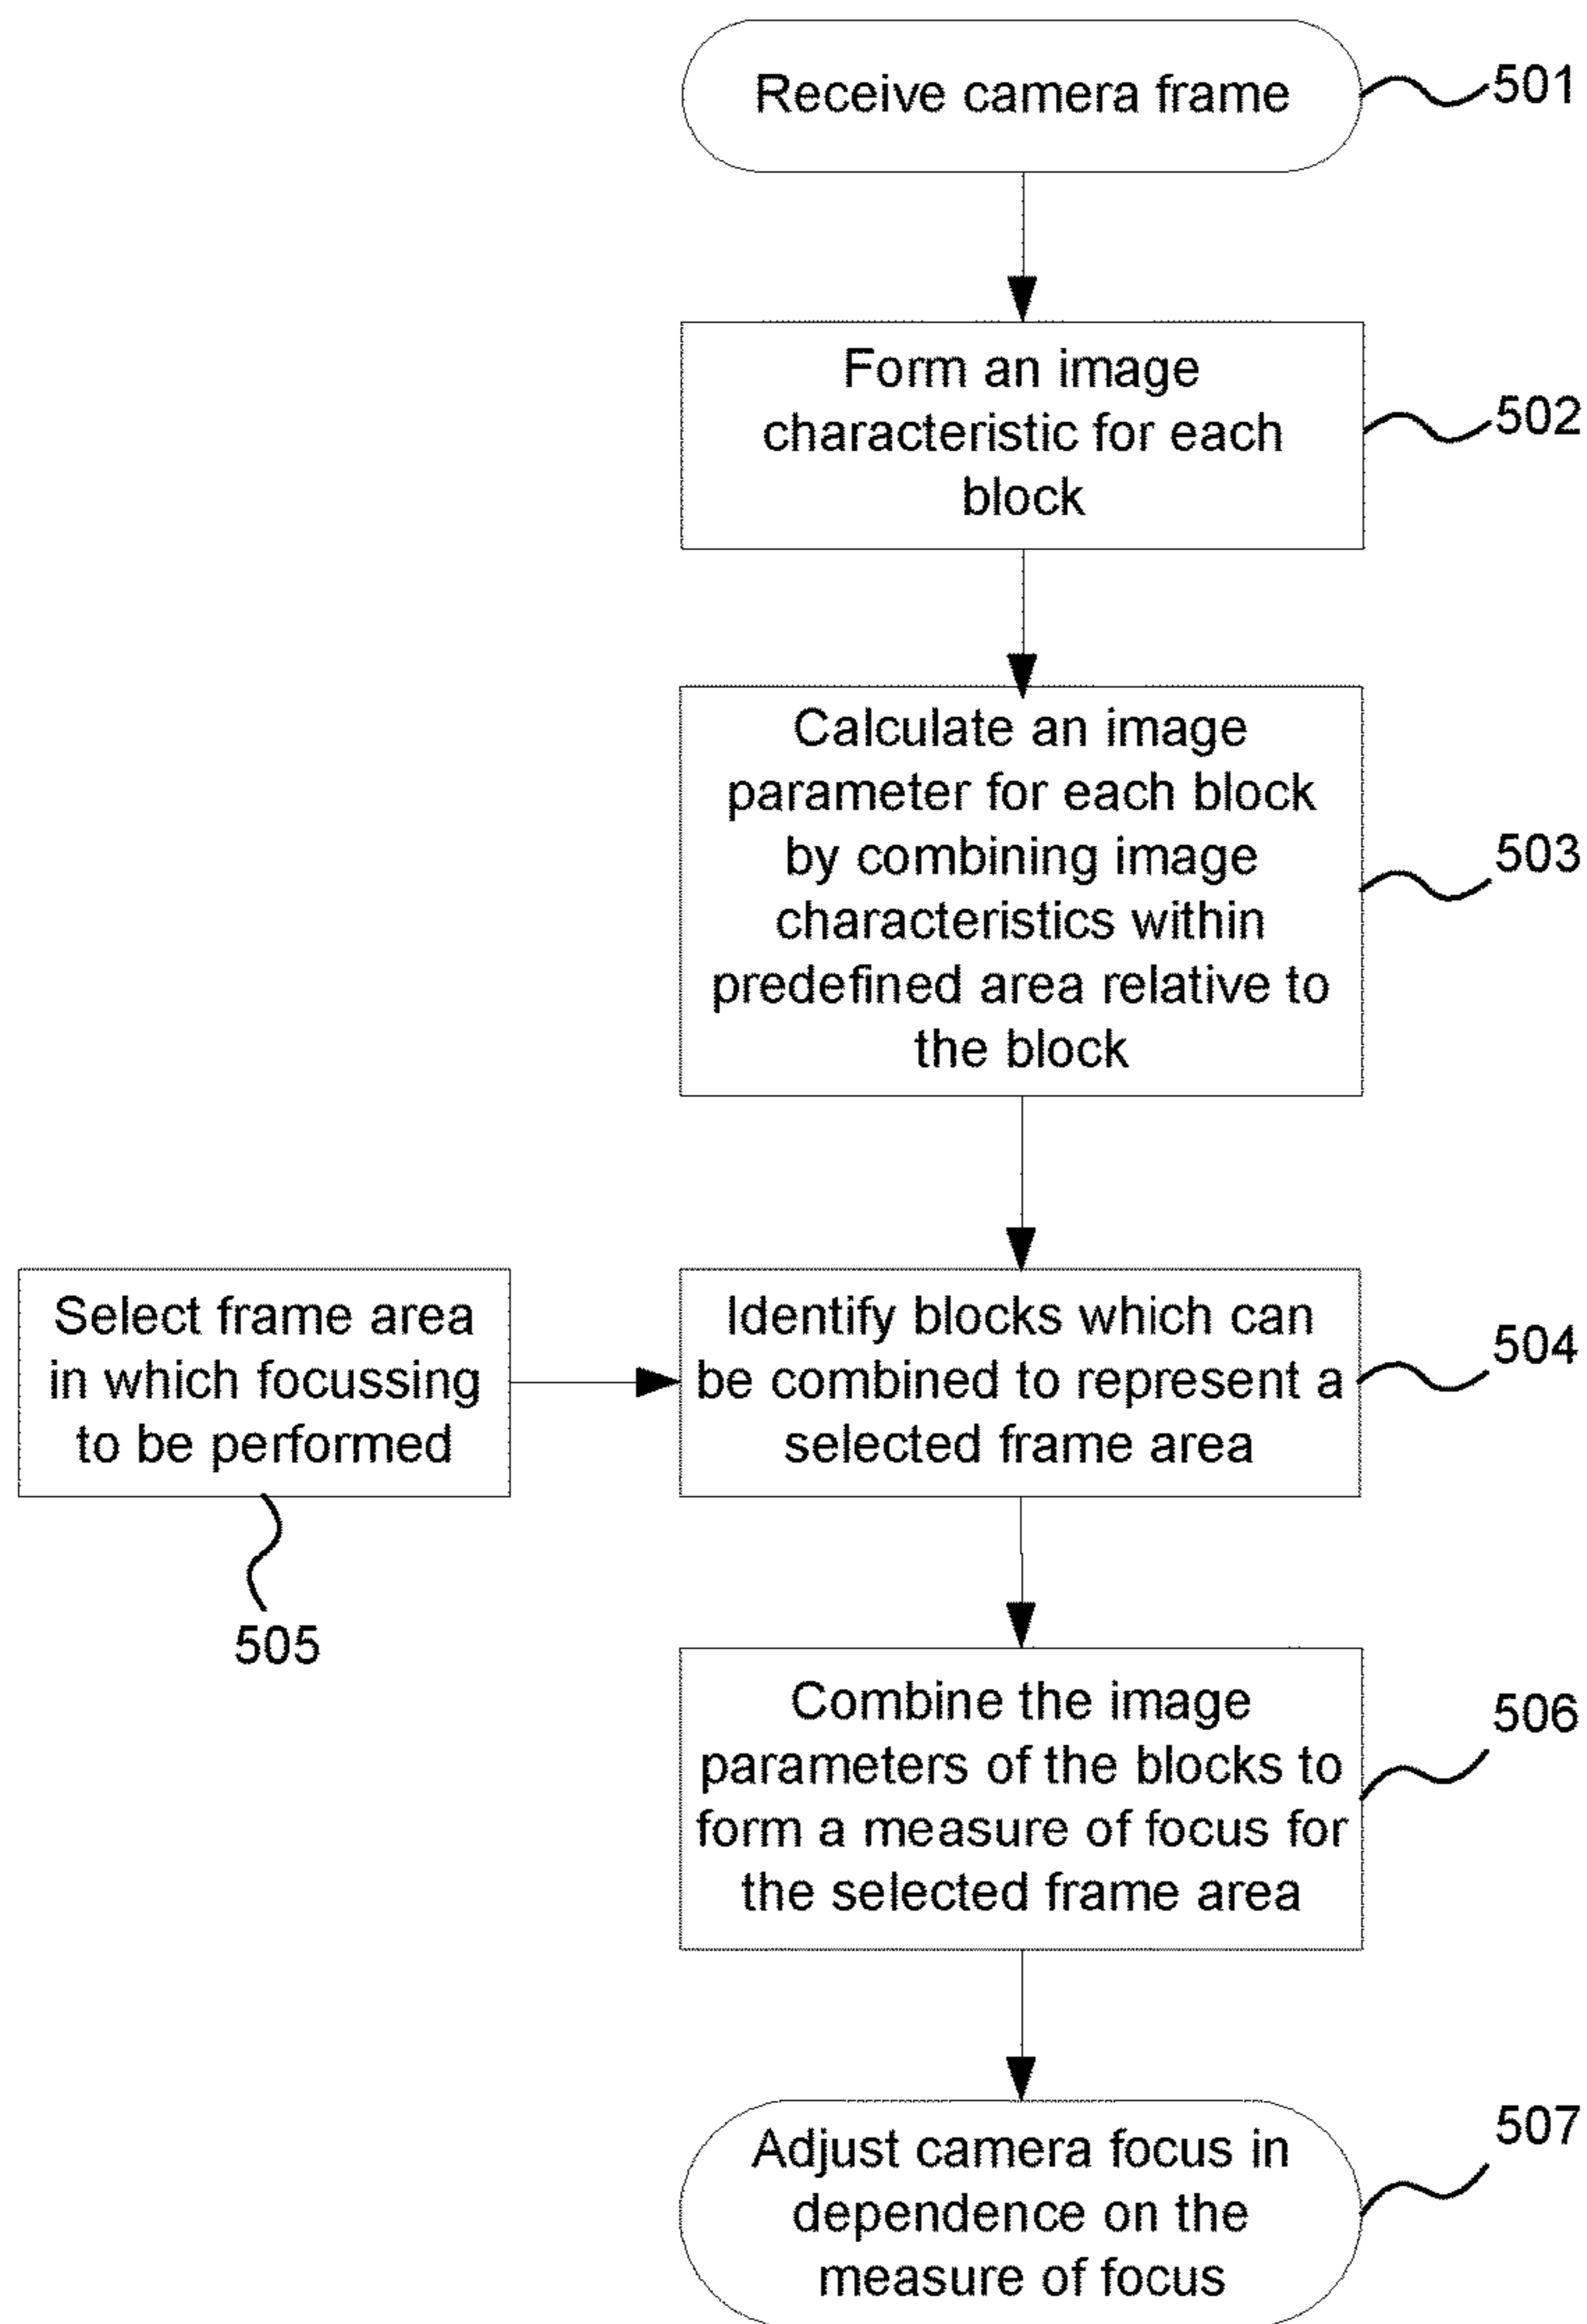 Receive camera frame
501
Form an image
characteristic for each
block
502
Calculate an image
parameter for each block
by combining image
characteristics within
predefined area relative to
the block
503
Select frame area
in which focussing
to be performed
505
Identify blocks which can
be combined to represent a
selected frame area
504
Combine the image
parameters of the blocks to
form a measure of focus for
the selected frame area
506
Adjust camera focus in
dependence on the
measure of focus
507